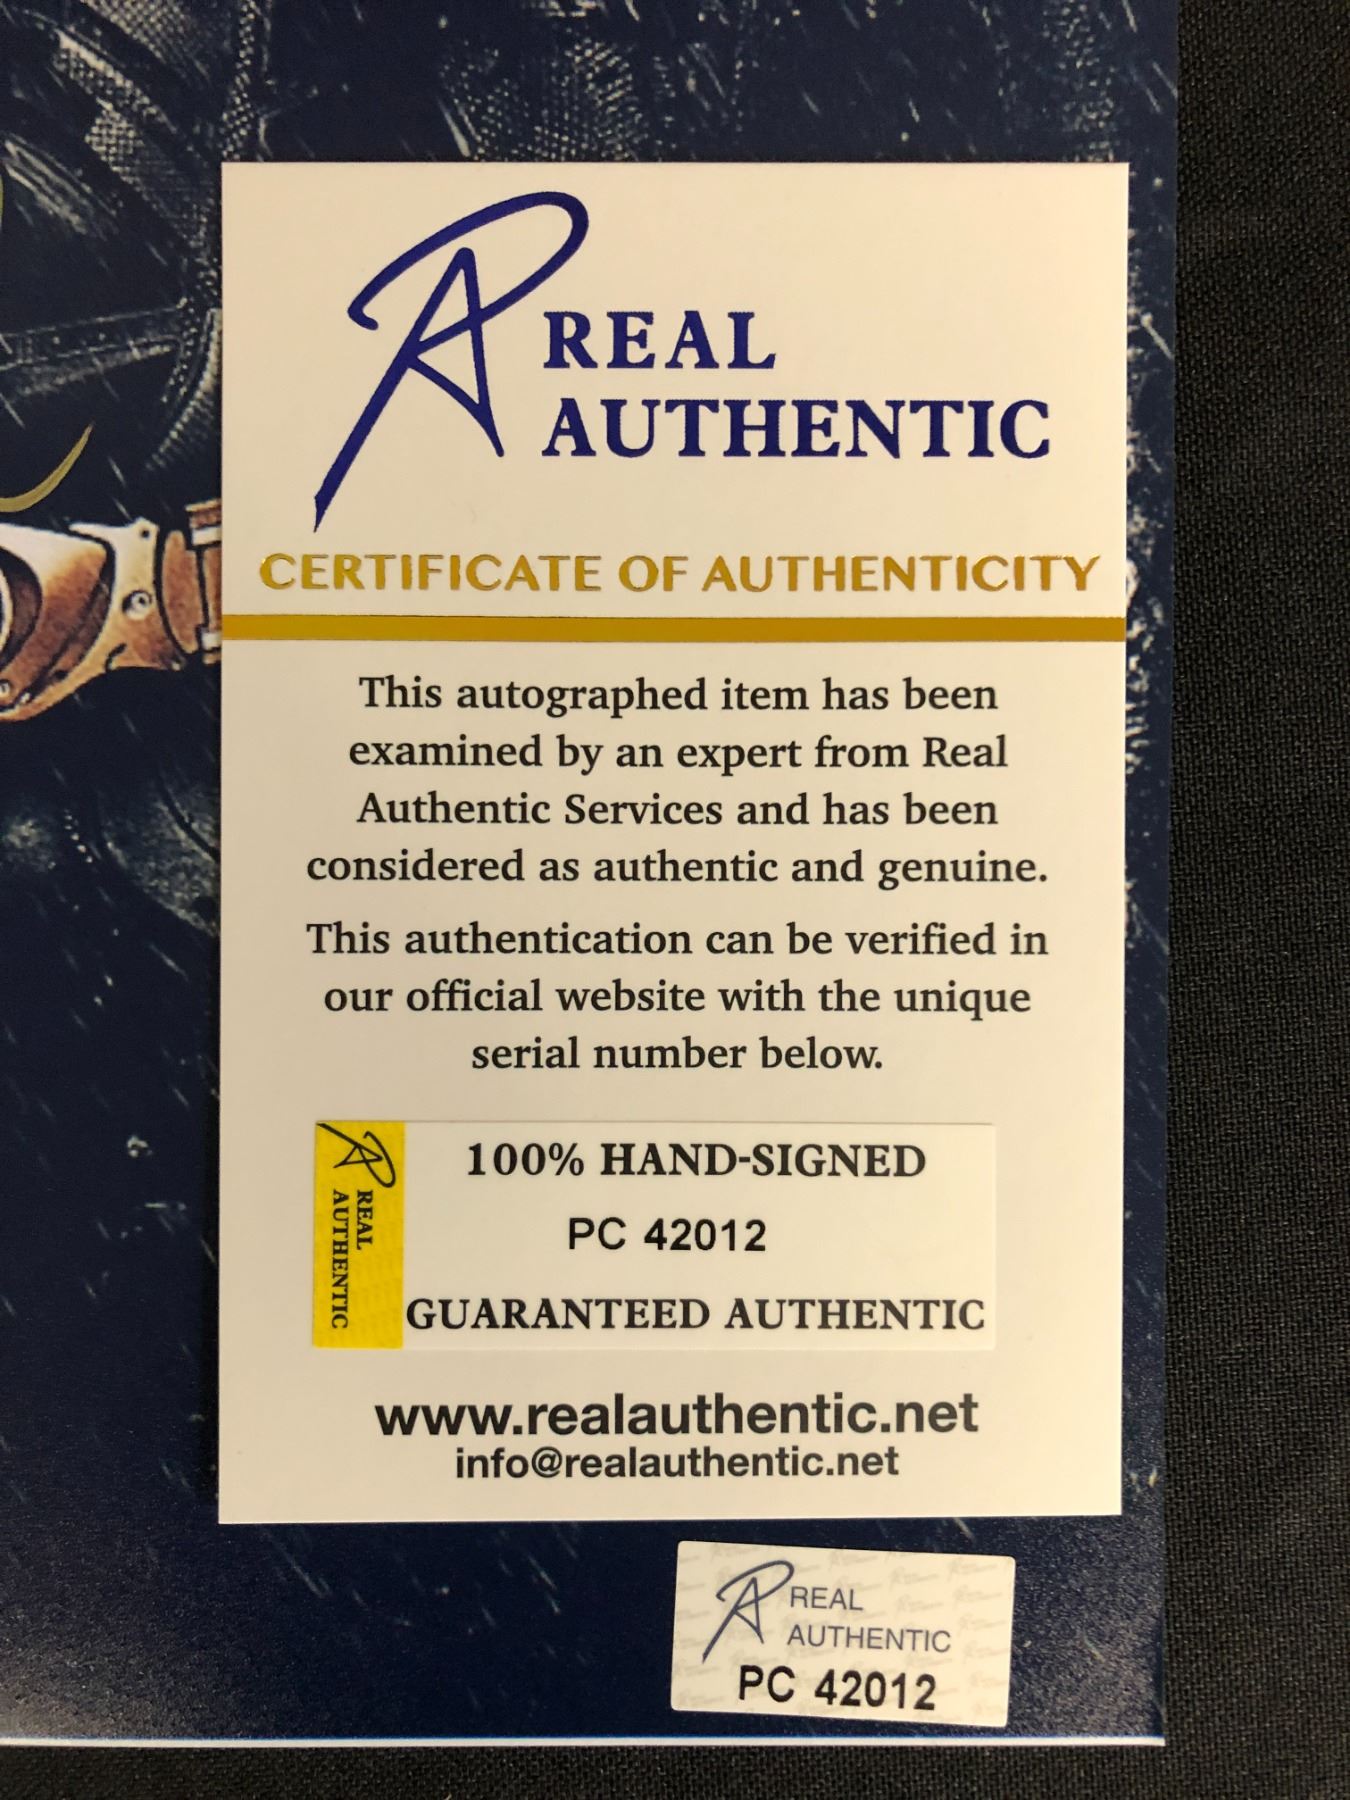 REAL
AUTHENTIC
CERTIFICATE OF AUTHENTICITY
This autographed item has been
examined by an expert from Real
Authentic Services and has been
considered as authentic and genuine.
This authentication can be verified in
our official website with the unique
serial number below.
REAL
AUTHENTIC
100% HAND-SIGNED
PC 42012
GUARANTEED AUTHENTIC
www.realauthentic.net
info@realauthentic.net
REAL
AUTHENTIC
PC 42012